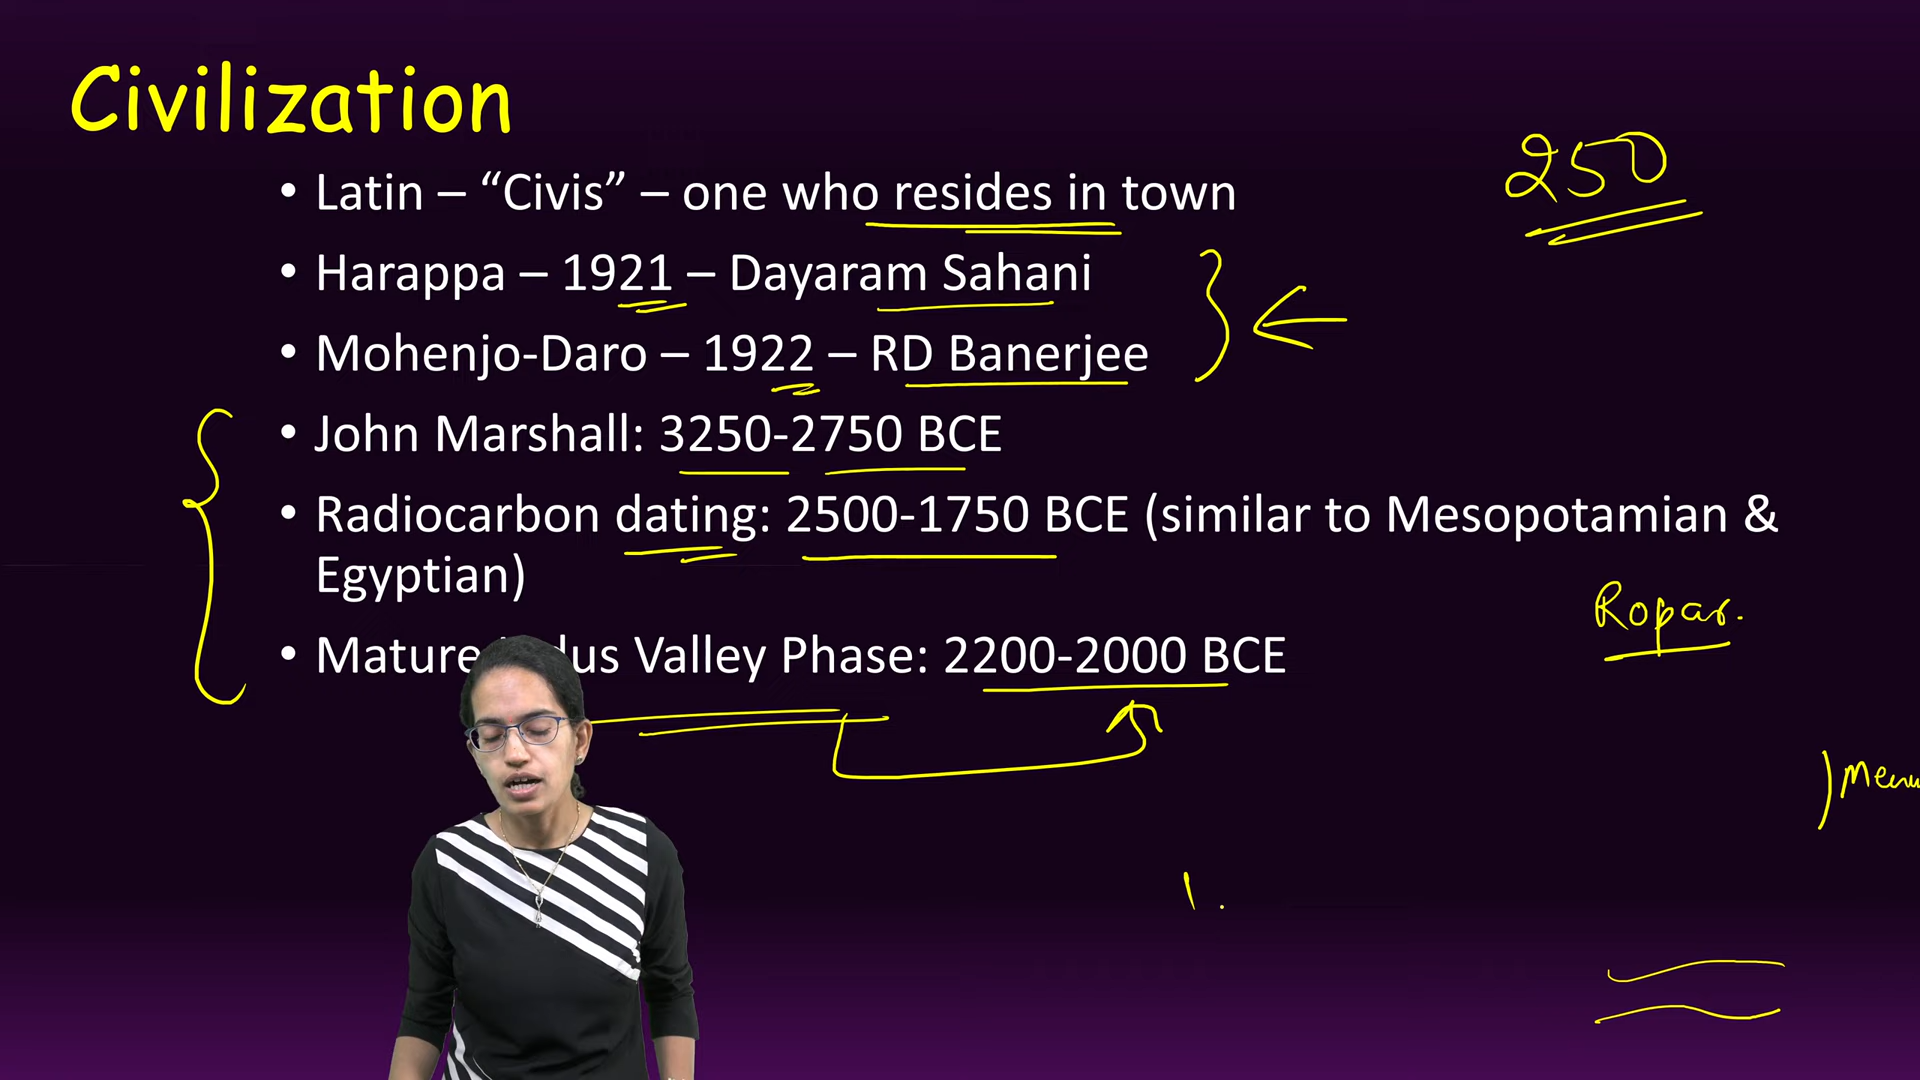 Civilization
250
• Latin – “Civis” – one who resides in town
• Harappa – 1921 – Dayaram Sahani
• Mohenjo-Daro – 1922 – RD Banerjee
• John Marshall: 3250-2750 BCE
• Radiocarbon dating: 2500-1750 BCE (similar to Mesopotamian &
Egyptian)
Ropar.
• Mature Valley Phase: 2200-2000 BCE
1.